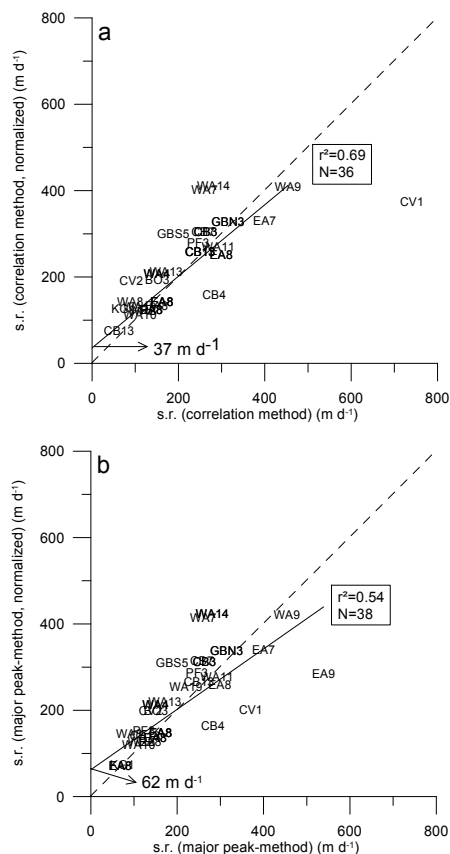 a
800
600
400
200
0
s.r. (correlation method, normalized) (m d⁻¹)
r²=0.69
N=36
WA14
WA7
WA9
CV1
EA7
GBN3
GBS5
PF3
WA11
CB13
EA8
WA13
WA4
BO3
CV2
CB4
WA8
EA8
CB13
37 m d⁻¹
0 200 400 600 800
s.r. (correlation method) (m d⁻¹)
b
800
600
400
200
0
s.r. (major peak-method, normalized) (m d⁻¹)
r²=0.54
N=38
WA14
WA7
WA9
EA7
GBN3
CB3
GBS5
PF3
WA11
EA9
WA19
EA8
WA13
CV1
CB4
EA8
62 m d⁻¹
0 200 400 600 800
s.r. (major peak-method) (m d⁻¹)